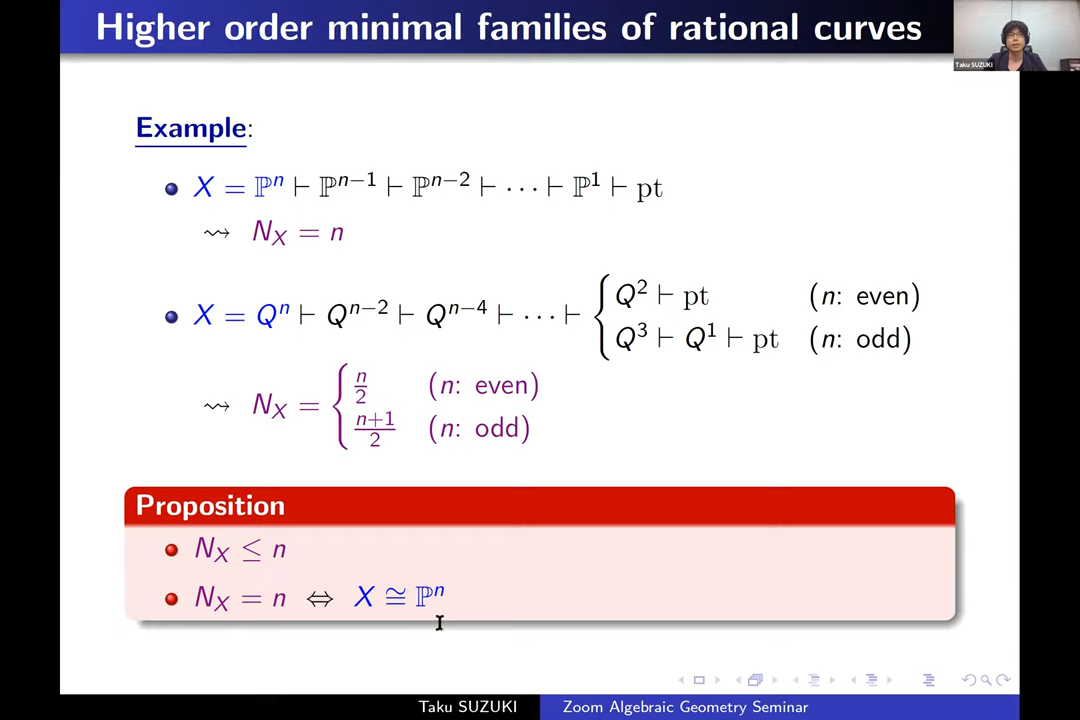 Higher order minimal families of rational curves
Taku SUZUKI
Example:
X = ℙⁿ ⊢ ℙⁿ⁻¹ ⊢ ℙⁿ⁻² ⊢ ⋯ ⊢ ℙ¹ ⊢ pt
⇝ N_X = n
X = Qⁿ ⊢ Qⁿ⁻² ⊢ Qⁿ⁻⁴ ⊢ ⋯ ⊢ { Q² ⊢ pt (n: even)
Q³ ⊢ Q¹ ⊢ pt (n: odd)
⇝ N_X = { n/2 (n: even)
(n+1)/2 (n: odd)
Proposition
N_X ≤ n
N_X = n ⇔ X ≅ ℙⁿ
Taku SUZUKI Zoom Algebraic Geometry Seminar